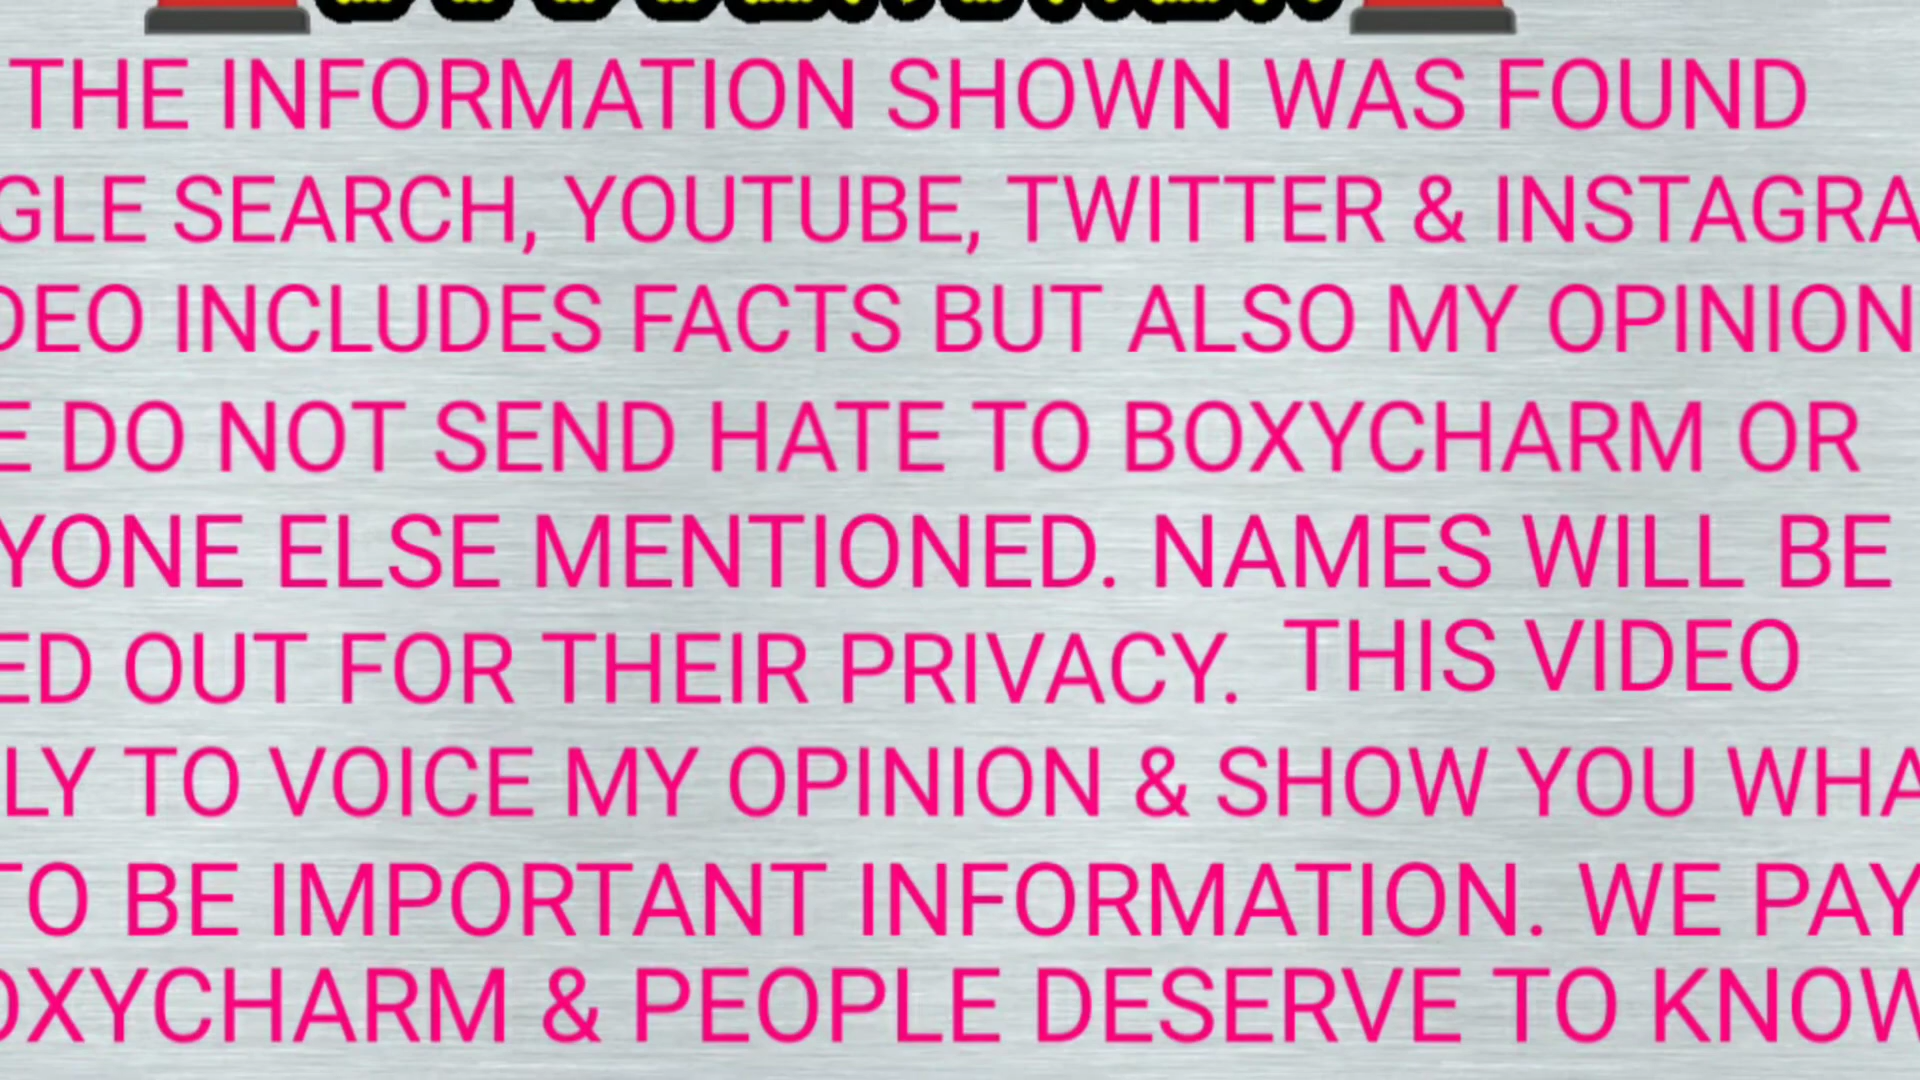 THE INFORMATION SHOWN WAS FOUND
GLE SEARCH, YOUTUBE, TWITTER & INSTAGRA
DEO INCLUDES FACTS BUT ALSO MY OPINION
E DO NOT SEND HATE TO BOXYCHARM OR
YONE ELSE MENTIONED. NAMES WILL BE
ED OUT FOR THEIR PRIVACY. THIS VIDEO
LY TO VOICE MY OPINION & SHOW YOU WHA
TO BE IMPORTANT INFORMATION. WE PAY
OXYCHARM & PEOPLE DESERVE TO KNOW